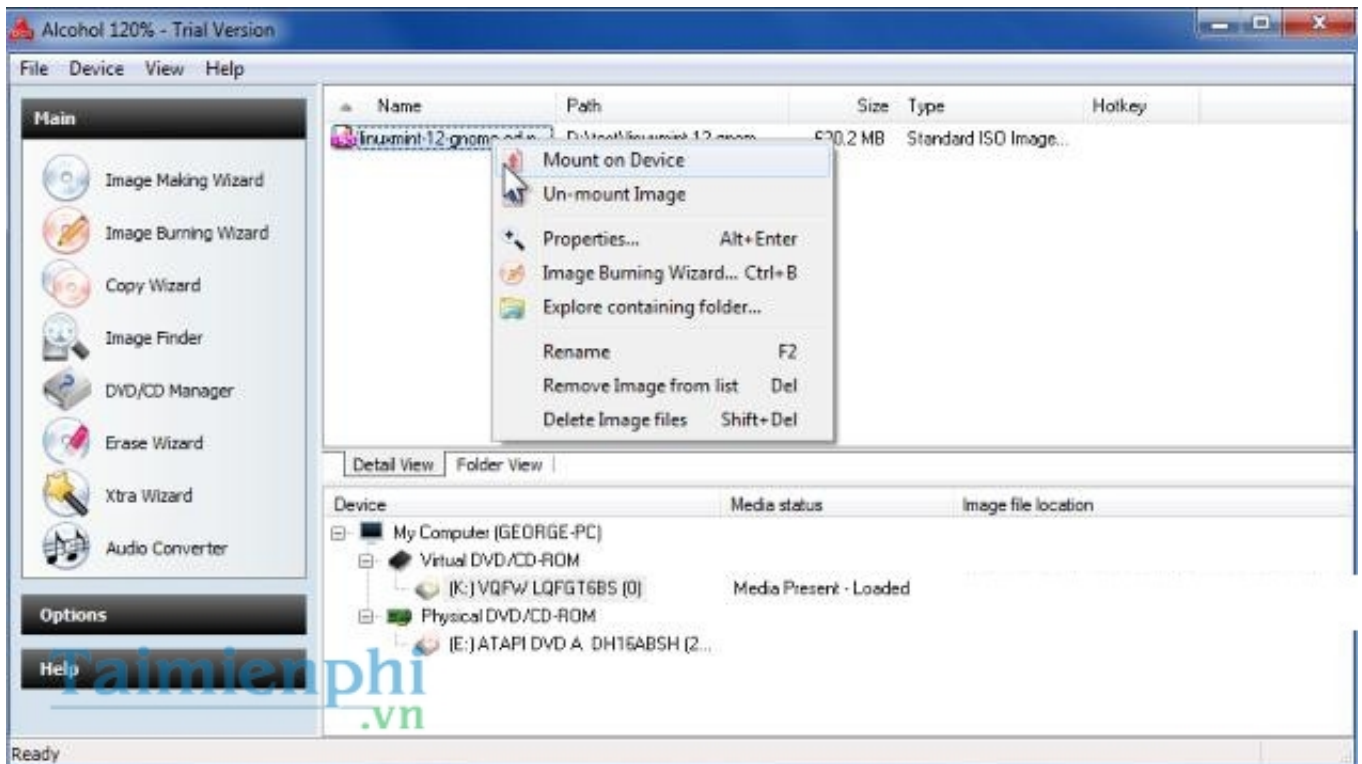 Alcohol 120% - Trial Version
File Device View Help
Main
Image Making Wizard
Image Burning Wizard
Copy Wizard
Image Finder
DVD/CD Manager
Erase Wizard
Xtra Wizard
Audio Converter
Options
Help
Name Path Size Type Hotkey
linuxmint-12-gnome Standard ISO Image...
Mount on Device
Un-mount Image
Properties... Alt+Enter
Image Burning Wizard... Ctrl+B
Explore containing folder...
Rename F2
Remove Image from list Del
Delete Image files Shift+Del
Detail View Folder View
Device Media status Image file location
My Computer (GEORGE-PC)
Virtual DVD/CD-ROM
(K:) VQFW LQFGT6BS (0) Media Present - Loaded
Physical DVD/CD-ROM
(E:) ATAPI DVD A DH16ABSH (2...
Taimienphi
.vn
Ready